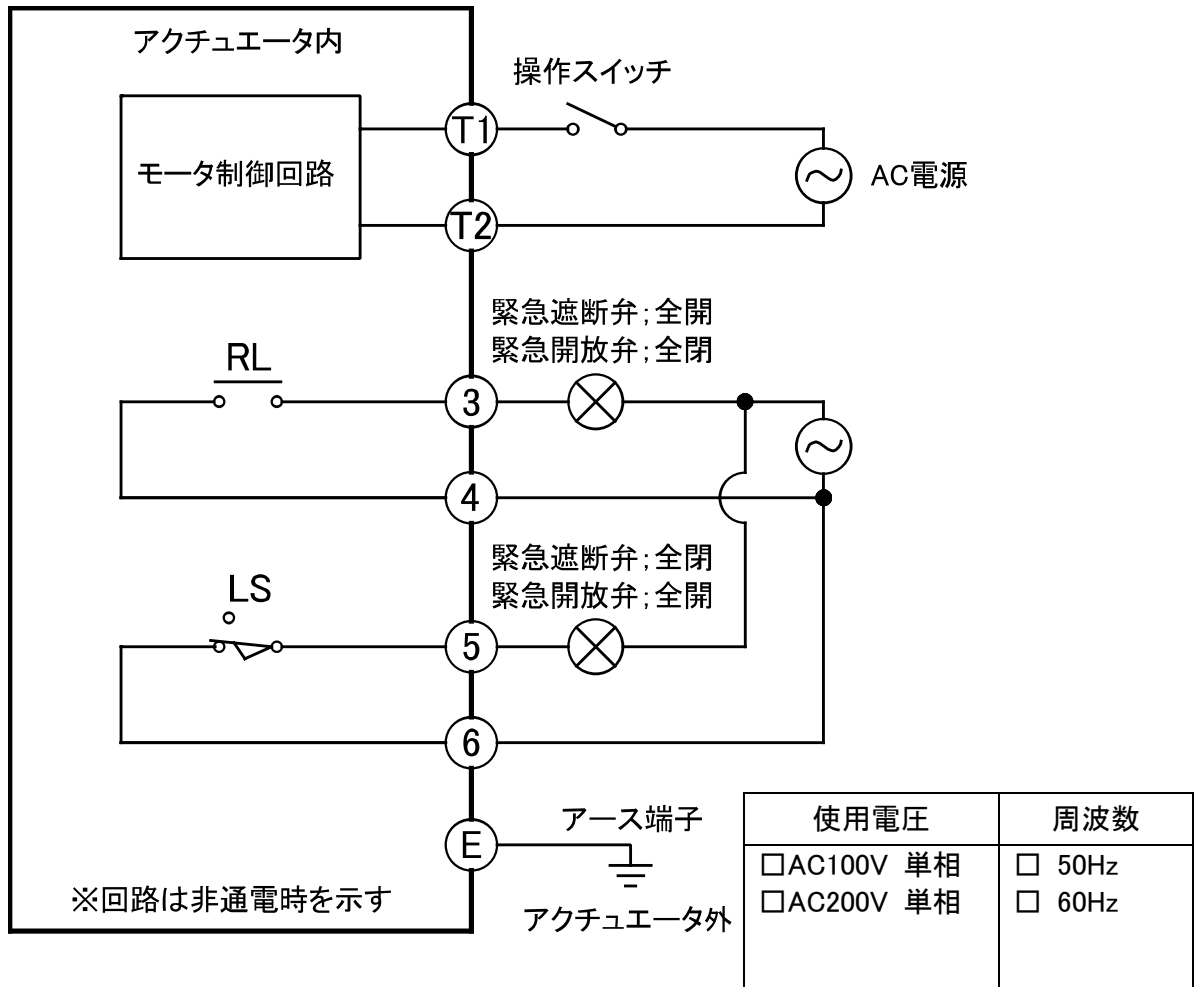 アクチュエータ内
操作スイッチ
T1
モータ制御回路
AC電源
T2
緊急遮断弁;全開
緊急開放弁;全閉
RL
3
4
緊急遮断弁;全閉
緊急開放弁;全開
LS
5
6
アース端子
E
※回路は非通電時を示す
アクチュエータ外
使用電圧 周波数
□AC100V 単相 □ 50Hz
□AC200V 単相 □ 60Hz